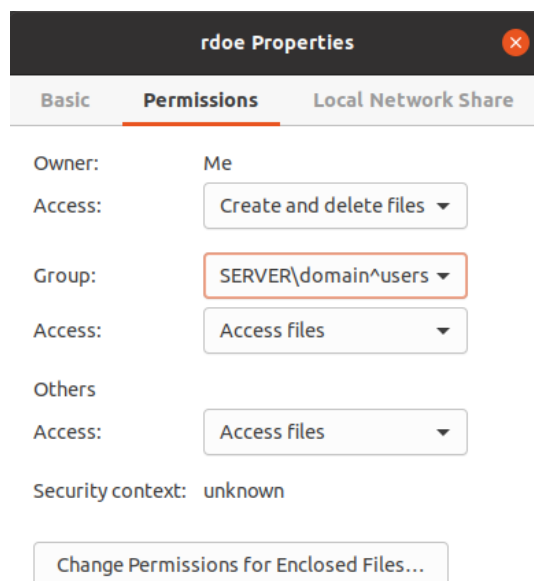 rdoe Properties
Basic Permissions Local Network Share
Owner: Me
Access: Create and delete files
Group: SERVER\domain^users
Access: Access files
Others
Access: Access files
Security context: unknown
Change Permissions for Enclosed Files...